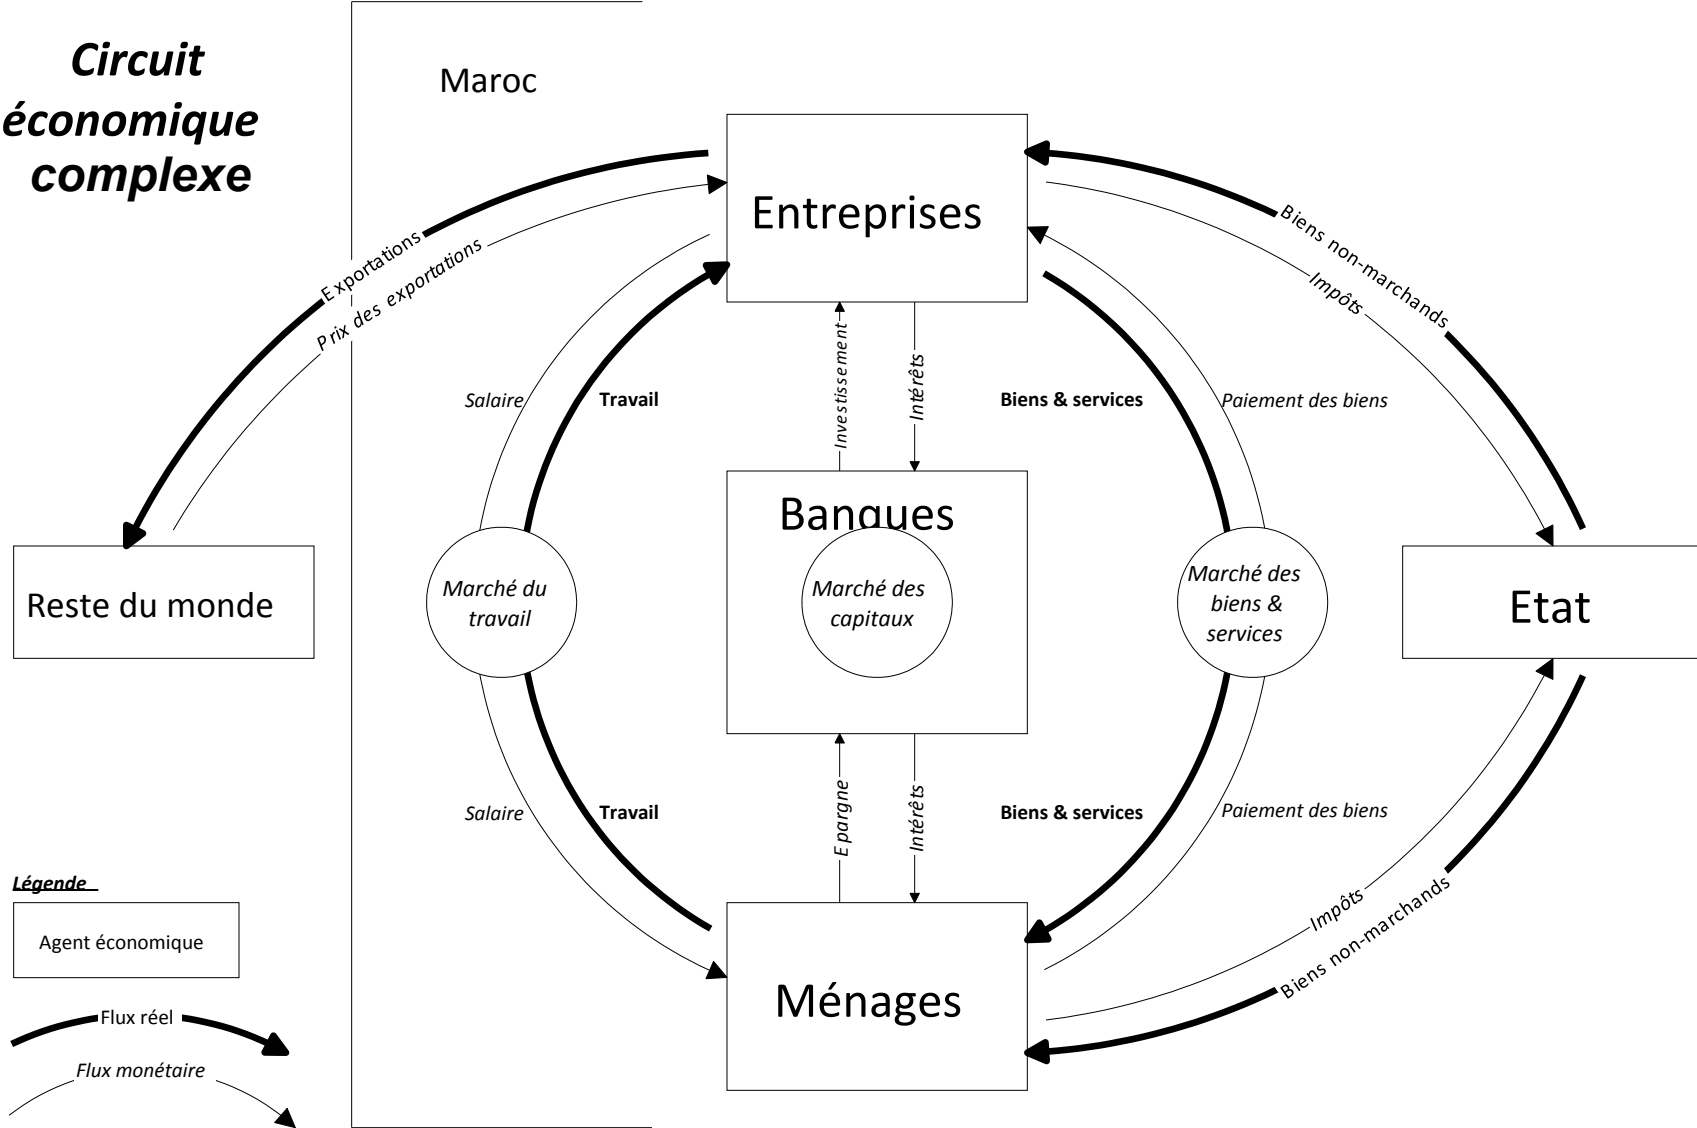 Circuit
économique
complexe
Maroc
Entreprises
Exportations
Prix des exportations
Biens non-marchands
Impôts
Salaire
Travail
Investissement
Intérêts
Biens & services
Paiement des biens
Banques
Reste du monde
Marché du
travail
Marché des
capitaux
Marché des
biens &
services
Etat
Salaire
Travail
Epargne
Intérêts
Biens & services
Paiement des biens
Impôts
Biens non-marchands
Ménages
Légende
Agent économique
Flux réel
Flux monétaire